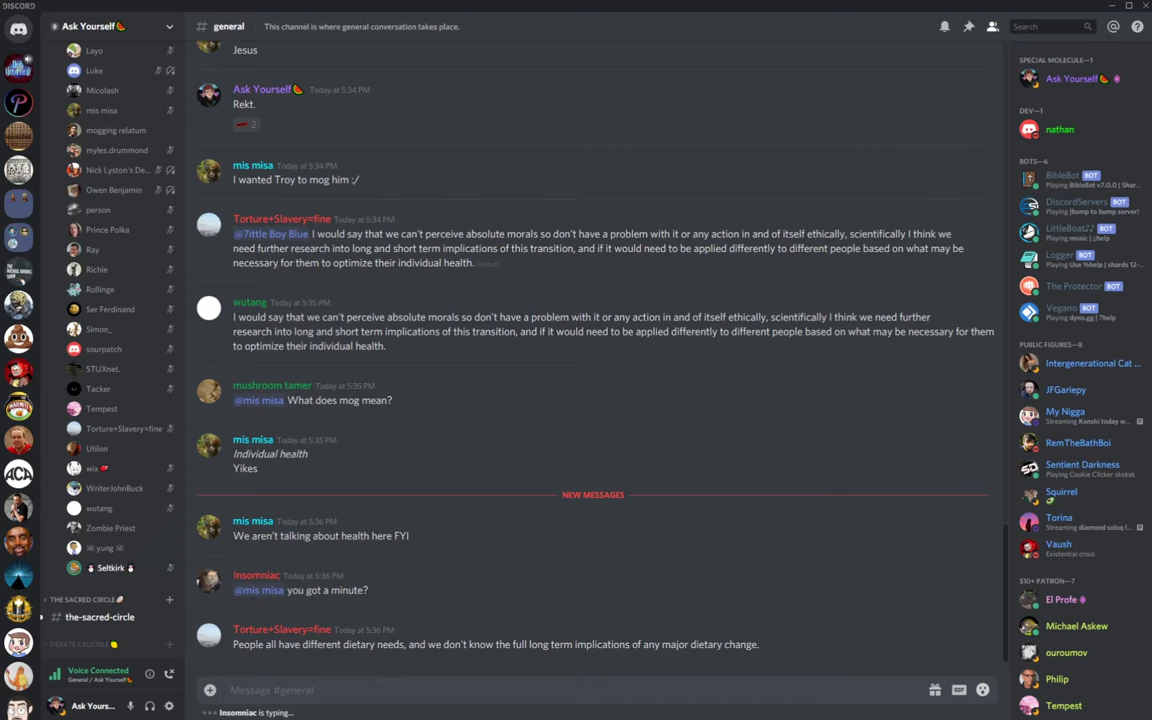 DISCORD
Ask Yourself🍉
Layo
Luke
Micolash
mis misa
mogging relatum
myles.drummond
Nick Lyston's De...
Owen Benjamin
person
Prince Polka
Ray
Richie
Rollinge
Ser Ferdinand
Simon_
sourpatch
STUXnet.
Tacker
Tempest
Torture+Slavery=fine
Utilon
wix
WriterJohnBuck
wutang
Zombie Priest
yung
Seltkirk
THE SACRED CIRCLE
# the-sacred-circle
DEBATE CRUCIBLE
Voice Connected
General / Ask Yourself🍉
Ask Yours...
# general
This channel is where general conversation takes place.
Search
Jesus
Ask Yourself🍉 Today at 5:34 PM
Rekt.
2
mis misa Today at 5:34 PM
I wanted Troy to mog him :/
Torture+Slavery=fine Today at 5:34 PM
@7ittle Boy Blue I would say that we can't perceive absolute morals so don't have a problem with it or any action in and of itself ethically, scientifically I think we
need further research into long and short term implications of this transition, and if it would need to be applied differently to different people based on what may be
necessary for them to optimize their individual health. (edited)
wutang Today at 5:35 PM
I would say that we can't perceive absolute morals so don't have a problem with it or any action in and of itself ethically, scientifically I think we need further
research into long and short term implications of this transition, and if it would need to be applied differently to different people based on what may be necessary for them
to optimize their individual health.
mushroom tamer Today at 5:35 PM
@mis misa What does mog mean?
mis misa Today at 5:35 PM
Individual health
Yikes
NEW MESSAGES
mis misa Today at 5:36 PM
We aren't talking about health here FYI
Insomniac Today at 5:36 PM
@mis misa you got a minute?
Torture+Slavery=fine Today at 5:36 PM
People all have different dietary needs, and we don't know the full long term implications of any major dietary change.
Message #general
GIF
Insomniac is typing...
SPECIAL MOLECULE—1
Ask Yourself🍉
DEV—1
nathan
BOTS—6
BibleBot BOT
Playing BibleBot v7.0.0 | Shar...
DiscordServers BOT
Playing !bump to bump server!
LittleBoat♪♪ BOT
Playing music | ;;help
Logger BOT
Playing Use %help | shards 12-...
The Protector BOT
Vegano BOT
Playing dyno.gg | ?help
PUBLIC FIGURES—8
Intergenerational Cat ...
JFGariepy
My Nigga
Streaming Kenshi today w...
RemTheBathBoi
Sentient Darkness
Playing Cookie Clicker sksksk
Squirrel
Torina
Streaming diamond soloq l...
Vaush
Existential crisis
$10+ PATRON—7
El Profe
Michael Askew
ouroumov
Philip
Tempest